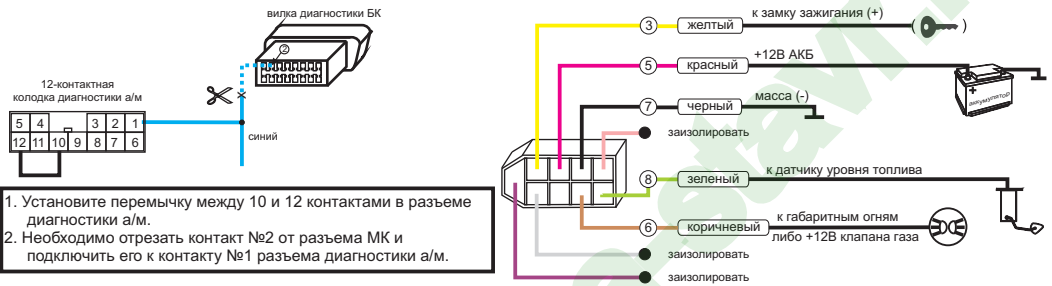 вилка диагностики БК
2
12-контактная
колодка диагностики а/м
5 4 3 2 1
12 11 10 9 8 7 6
синий
1. Установите перемычку между 10 и 12 контактами в разъеме
диагностики а/м.
2. Необходимо отрезать контакт №2 от разъема МК и
подключить его к контакту №1 разъема диагностики а/м.
3 желтый к замку зажигания (+) ( )
5 красный +12В АКБ
+ -
аккумулятоР
7 черный масса (-)
заизолировать
8 зеленый к датчику уровня топлива
6 коричневый к габаритным огням
либо +12В клапана газа
заизолировать
заизолировать